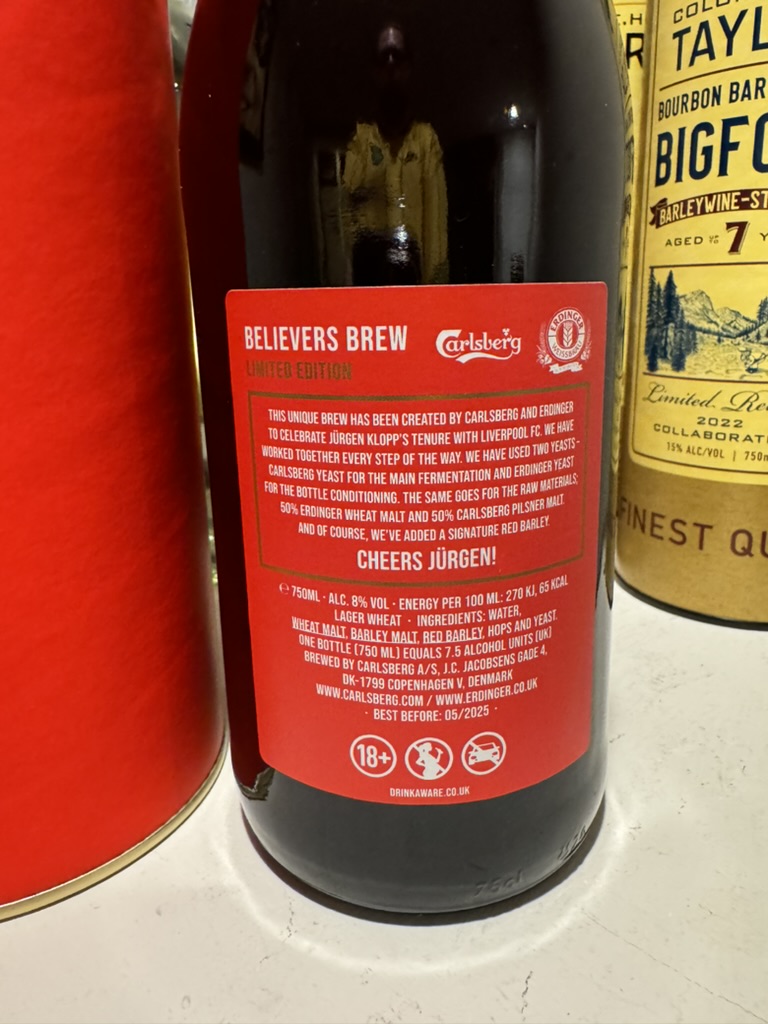 BELIEVERS BREW
LIMITED EDITION
Carlsberg
ERDINGER
WEISSBRÄU
THIS UNIQUE BREW HAS BEEN CREATED BY CARLSBERG AND ERDINGER
TO CELEBRATE JÜRGEN KLOPP'S TENURE WITH LIVERPOOL FC. WE HAVE
WORKED TOGETHER EVERY STEP OF THE WAY. WE HAVE USED TWO YEASTS -
CARLSBERG YEAST FOR THE MAIN FERMENTATION AND ERDINGER YEAST
FOR THE BOTTLE CONDITIONING. THE SAME GOES FOR THE RAW MATERIALS;
50% ERDINGER WHEAT MALT AND 50% CARLSBERG PILSNER MALT.
AND OF COURSE, WE'VE ADDED A SIGNATURE RED BARLEY.
CHEERS JÜRGEN!
℮ 750ML · ALC. 8% VOL · ENERGY PER 100 ML: 270 KJ, 65 KCAL
LAGER WHEAT · INGREDIENTS: WATER,
WHEAT MALT, BARLEY MALT, RED BARLEY, HOPS AND YEAST.
ONE BOTTLE (750 ML) EQUALS 7.5 ALCOHOL UNITS (UK)
BREWED BY CARLSBERG A/S, J.C. JACOBSENS GADE 4,
DK-1799 COPENHAGEN V, DENMARK
WWW.CARLSBERG.COM / WWW.ERDINGER.CO.UK
· BEST BEFORE: 05/2025 ·
18+
DRINKAWARE.CO.UK
75cl
COLO
TAYL
BOURBON BAR
BIGFO
BARLEYWINE-ST
AGED UP TO 7 Y
Limited Re
2022
COLLABORAT
15% ALC/VOL | 750m
FINEST QU